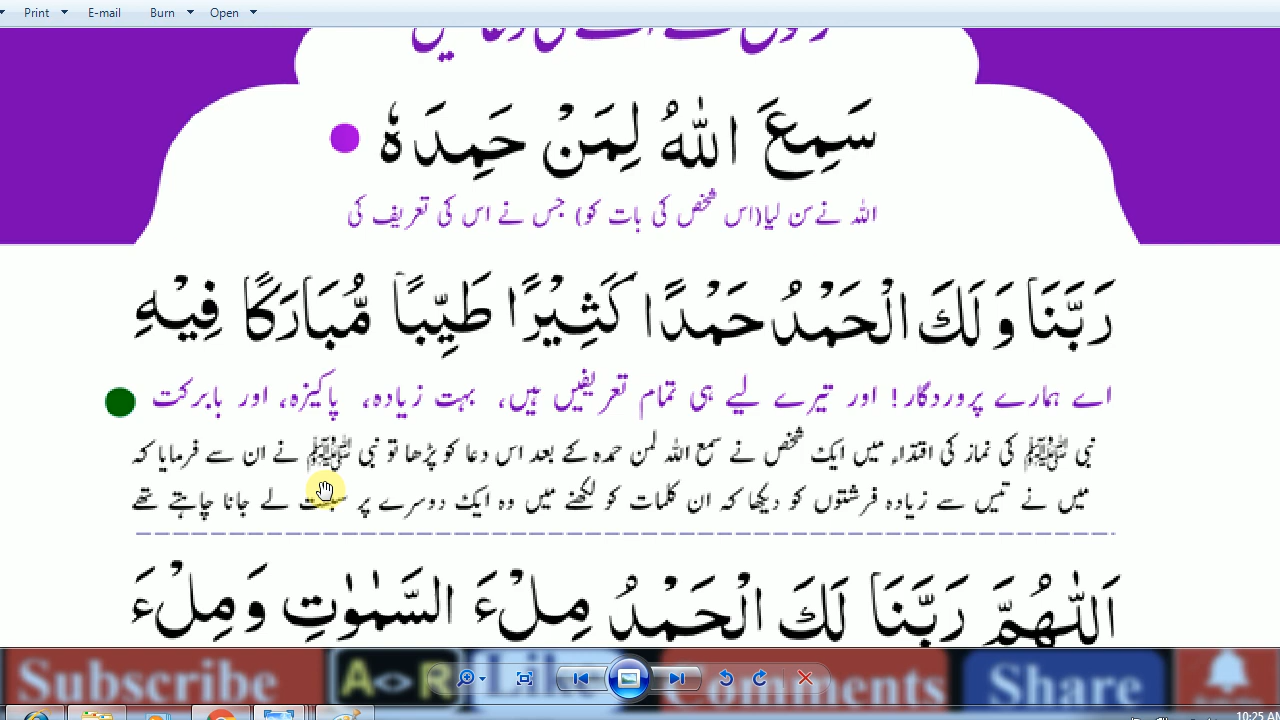 Print E-mail Burn Open
سَمِعَ اللّٰهُ لِمَنْ حَمِدَهٗ
اللہ نے سن لیا(اس شخص کی بات کو) جس نے اس کی تعریف کی
رَبَّنَا وَ لَكَ الْحَمْدُ حَمْدًا كَثِيْرًا طَيِّبًا مُّبَارَكًا فِيْهِ
اے ہمارے پروردگار! اور تیرے لیے ہی تمام تعریفیں ہیں، بہت زیادہ، پاکیزہ، اور بابرکت
نبی ﷺ کی نماز کی اقتداء میں ایک شخص نے سمع اللہ لمن حمدہ کے بعد اس دعا کو پڑھا تو نبی ﷺ نے ان سے فرمایا کہ
میں نے تیس سے زیادہ فرشتوں کو دیکھا کہ ان کلمات کو لکھنے میں وہ ایک دوسرے پر سبقت لے جانا چاہتے تھے
اَللّٰهُمَّ رَبَّنَا لَكَ الْحَمْدُ مِلْءَ السَّمٰوٰتِ وَمِلْءَ
Subscribe Like Comments Share
10:25 AM